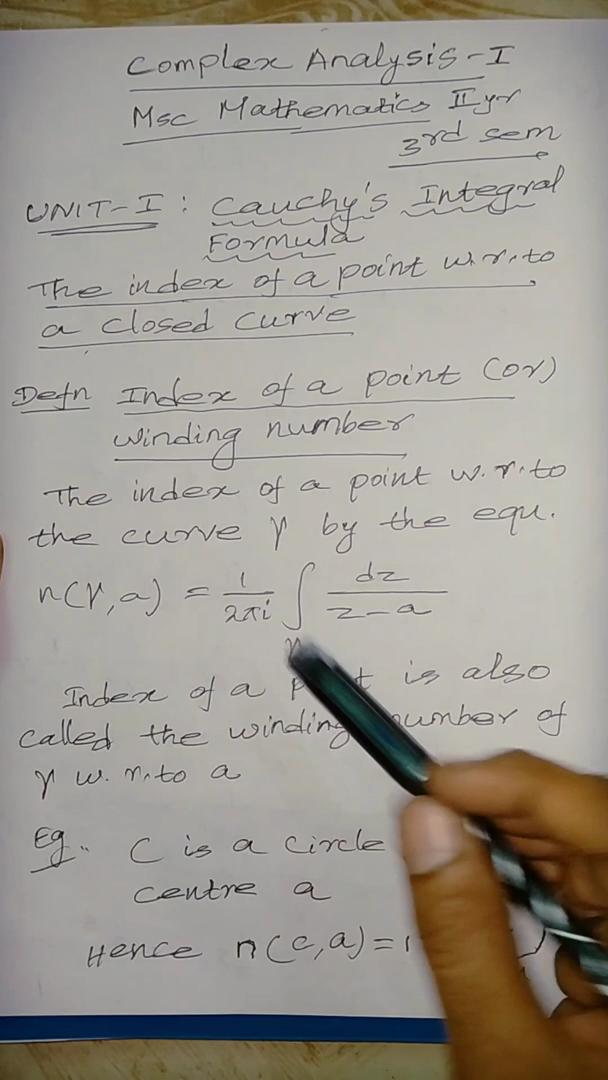 Complex Analysis-I
Msc Mathematics II yr
3rd sem
UNIT-I : Cauchy's Integral
Formula
The index of a point w.r.to
a closed curve
Defn Index of a point (or)
winding number
The index of a point w.r.to
the curve γ by the equ.
n(γ,a) = 1/2πi ∫γ dz/z-a
Index of a is also
called the winding number of
γ w.r.to a
Eg. C is a circle
centre a
Hence n(c,a)=1